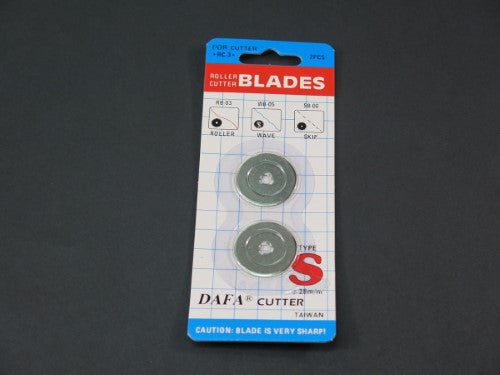 FOR CUTTER
<RC-3> 2PCS
ROLLER
CUTTER
BLADES
RB-03 WB-05 SB-06
ROLLER WAVE SKIP
TYPE
S
28m/m
DAFA® CUTTER
TAIWAN
CAUTION: BLADE IS VERY SHARP!